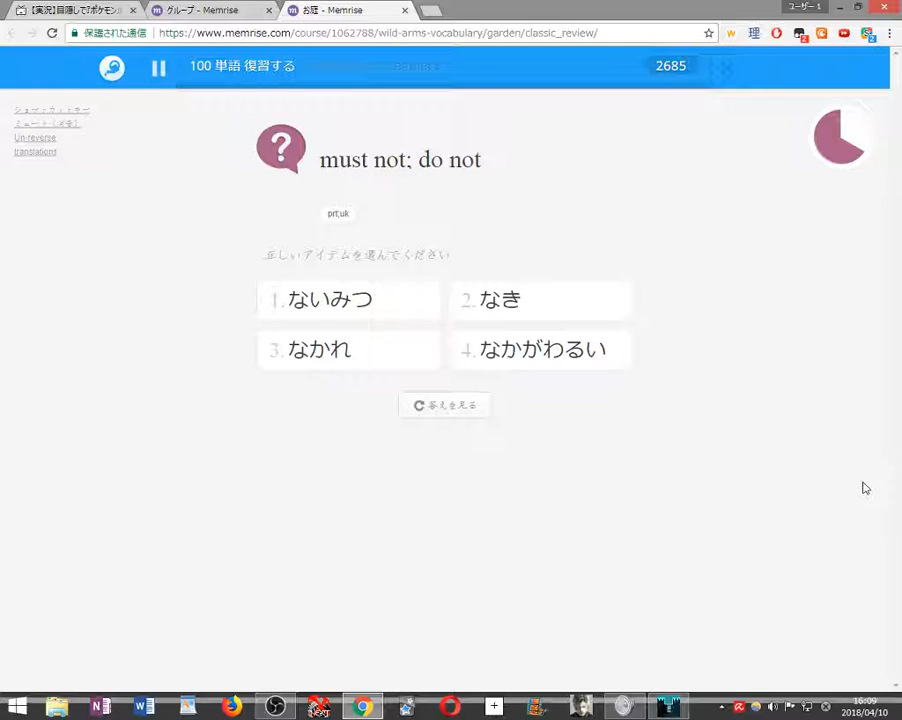 【実況】目隠しで?ポケモン
グループ - Memrise
お庭 - Memrise
ユーザー 1
保護された通信
https://www.memrise.com/course/1062788/wild-arms-vocabulary/garden/classic_review/
100 単語 復習する
2685
Un-reverse
translations
must not; do not
prt;uk
正しいアイテムを選んでください
1. ないみつ
2. なき
3. なかれ
4. なかがわるい
答えを見る
16:09
2018/04/10